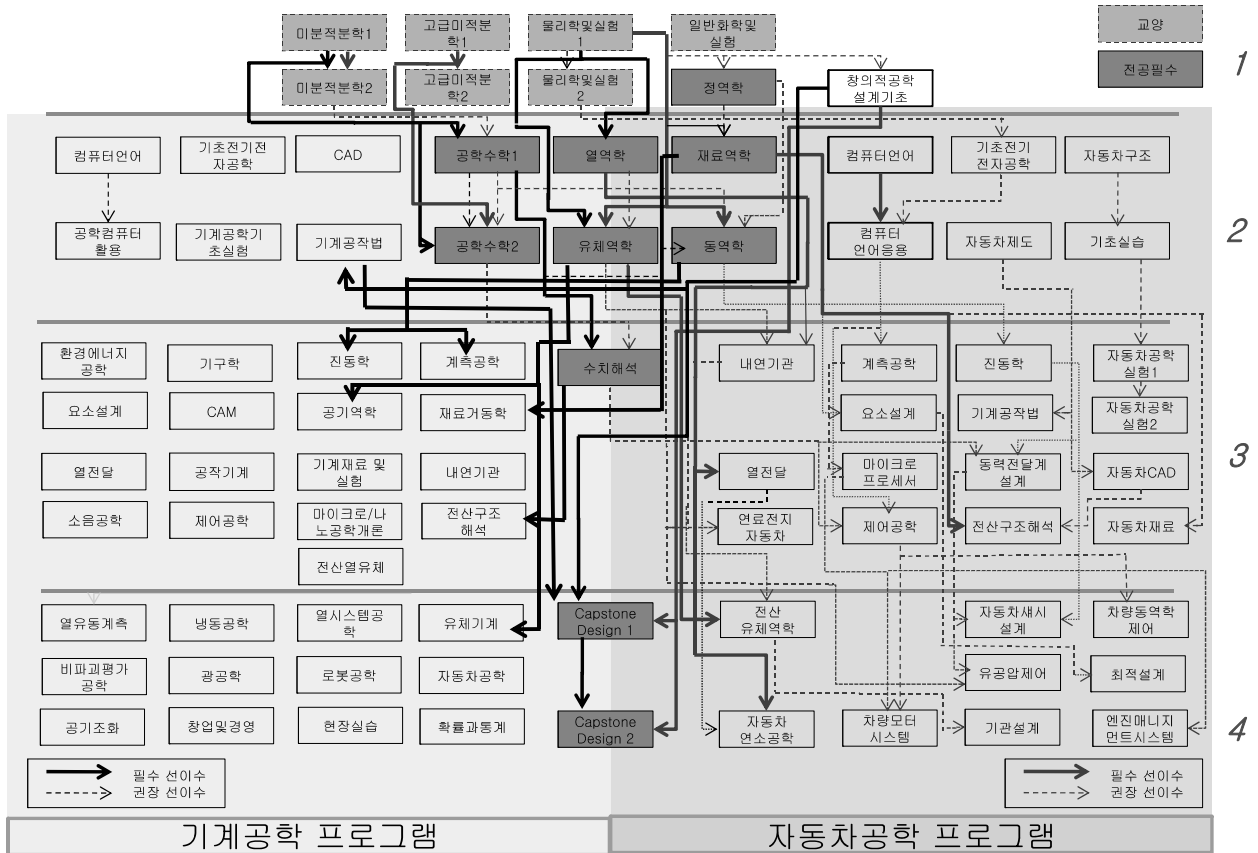 미분적분학1
고급미적분
학1
물리학및실험
1
일반화학및
실험
교양
1
미분적분학2
고급미적분
학2
물리학및실험
2
정역학
창의적공학
설계기초
전공필수
컴퓨터언어
기초전기전
자공학
CAD
공학수학1
열역학
재료역학
컴퓨터언어
기초전기
전자공학
자동차구조
2
공학컴퓨터
활용
기계공학기
초실험
기계공작법
공학수학2
유체역학
동역학
컴퓨터
언어응용
자동차제도
기초실습
환경에너지
공학
기구학
진동학
계측공학
수치해석
내연기관
계측공학
진동학
자동차공학
실험1
요소설계
CAM
공기역학
재료거동학
요소설계
기계공작법
자동차공학
실험2
3
열전달
공작기계
기계재료 및
실험
내연기관
열전달
마이크로
프로세서
동력전달계
설계
자동차CAD
소음공학
제어공학
마이크로/나
노공학개론
전산구조
해석
연료전지
자동차
제어공학
전산구조해석
자동차재료
전산열유체
열유동계측
냉동공학
열시스템공
학
유체기계
Capstone
Design 1
전산
유체역학
자동차섀시
설계
차량동역학
제어
비파괴평가
공학
광공학
로봇공학
자동차공학
유공압제어
최적설계
공기조화
창업및경영
현장실습
확률과통계
Capstone
Design 2
자동차
연소공학
차량모터
시스템
기관설계
엔진매니지
먼트시스템
4
필수 선이수
권장 선이수
필수 선이수
권장 선이수
기계공학 프로그램
자동차공학 프로그램